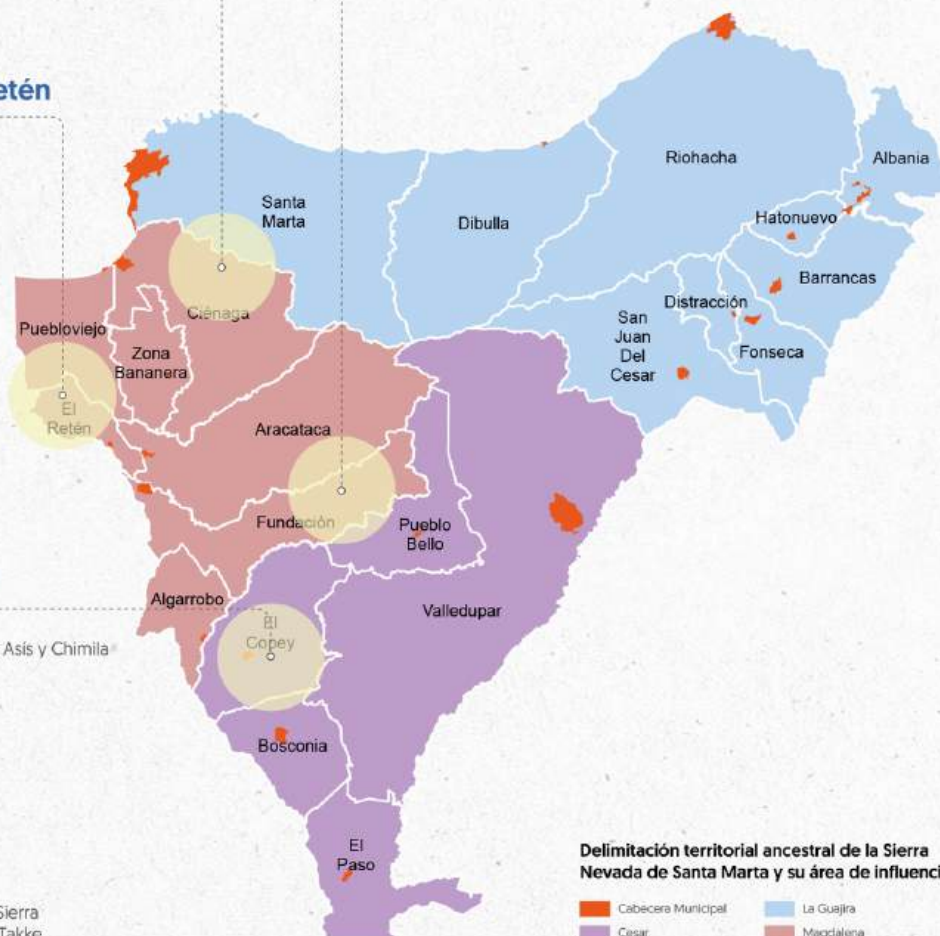 etén
Riohacha
Albania
Santa
Marta
Dibulla
Hatonuevo
Barrancas
Distracción
San
Juan
Del
Cesar
Fonseca
Ciénaga
Puebloviejo
Zona
Bananera
El
Retén
Aracataca
Fundación
Pueblo
Bello
Algarrobo
Valledupar
El
Copey
Asís y Chimila
Bosconia
El
Paso
Delimitación territorial ancestral de la Sierra
Nevada de Santa Marta y su área de influenci
Cabecera Municipal
La Guajira
Cesar
Magdalena
Sierra
Takke